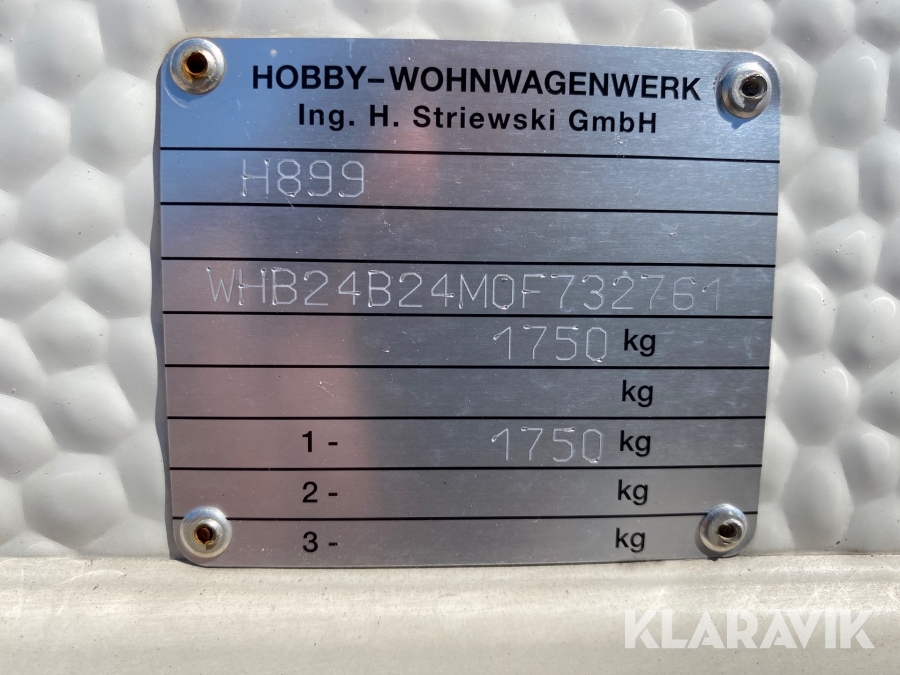 HOBBY-WOHNWAGENWERK
Ing. H. Striewski GmbH
H899
WHB24B24M0F732761
1750 kg
kg
1- 1750 kg
2- kg
3- kg
KLARAVIK